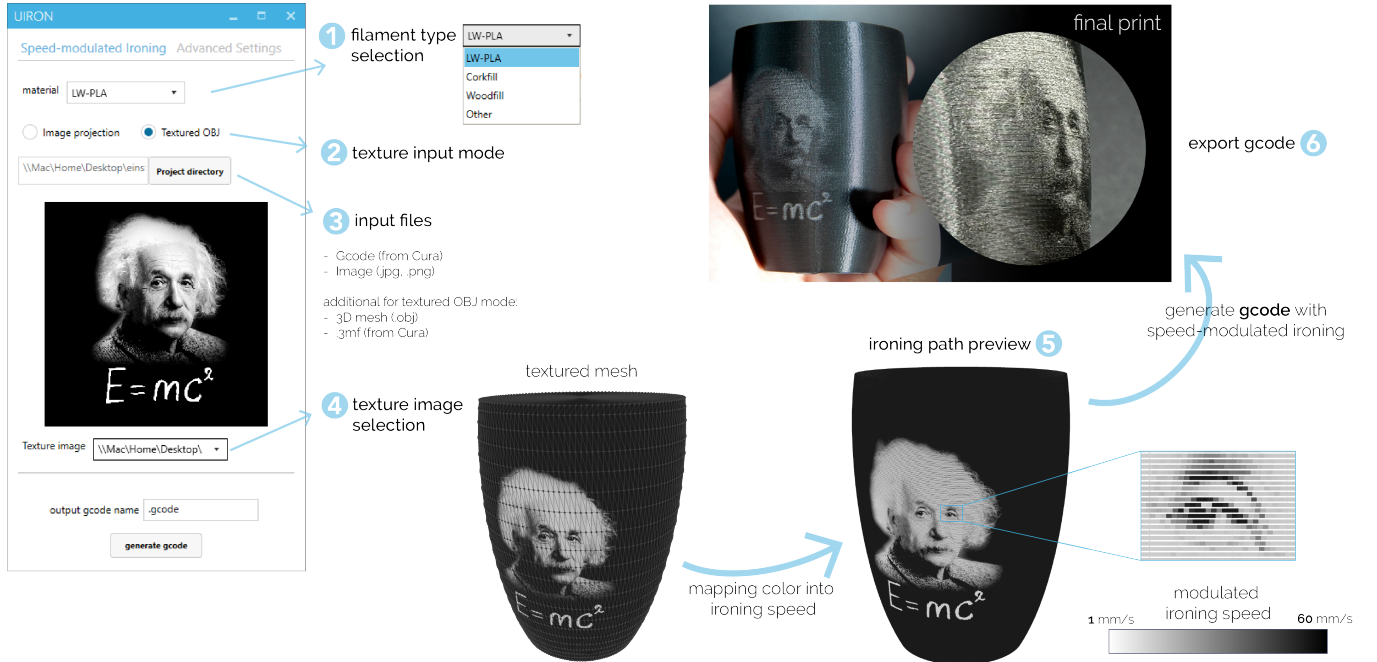 UIRON
Speed-modulated Ironing Advanced Settings
material LW-PLA
Image projection Textured OBJ
\\Mac\Home\Desktop\eins Project directory
E=mc²
Texture image \\Mac\Home\Desktop\
output gcode name .gcode
generate gcode
1 filament type
selection
LW-PLA
LW-PLA
Corkfill
Woodfill
Other
2 texture input mode
3 input files
- Gcode (from Cura)
- Image (.jpg, .png)
additional for textured OBJ mode:
- 3D mesh (.obj)
- .3mf (from Cura)
4 texture image
selection
textured mesh
E=mc²
mapping color into
ironing speed
ironing path preview 5
E=mc²
modulated
ironing speed
1 mm/s 60 mm/s
generate gcode with
speed-modulated ironing
export gcode 6
final print
E=mc²